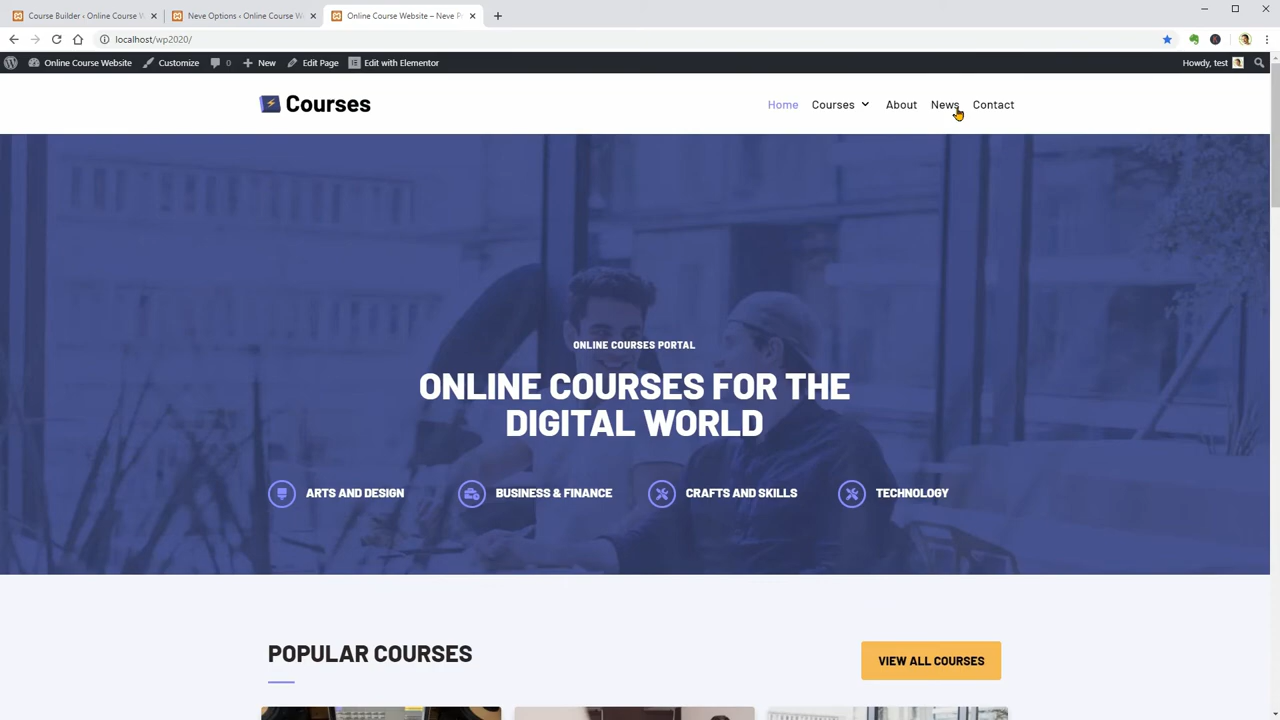 Course Builder ‹ Online Course W
Neve Options ‹ Online Course We
Online Course Website – Neve P
localhost/wp2020/
Online Course Website
Customize
0
New
Edit Page
Edit with Elementor
Howdy, test
Courses
Home
Courses
About
News
Contact
ONLINE COURSES PORTAL
ONLINE COURSES FOR THE
DIGITAL WORLD
ARTS AND DESIGN
BUSINESS & FINANCE
CRAFTS AND SKILLS
TECHNOLOGY
POPULAR COURSES
VIEW ALL COURSES